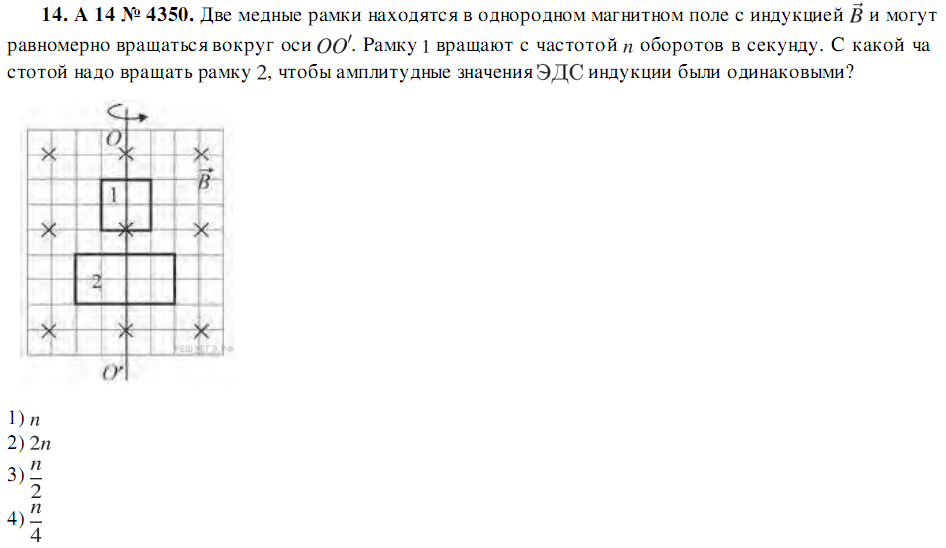 14. А 14 № 4350. Две медные рамки находятся в однородном магнитном поле с индукцией B⃗ и могут
равномерно вращаться вокруг оси OO′. Рамку 1 вращают с частотой n оборотов в секунду. С какой ча
стотой надо вращать рамку 2, чтобы амплитудные значения ЭДС индукции были одинаковыми?
O
B⃗
1
2
РЕШУЕГЭ.РФ
O′
1) n
2) 2n
3) n/2
4) n/4